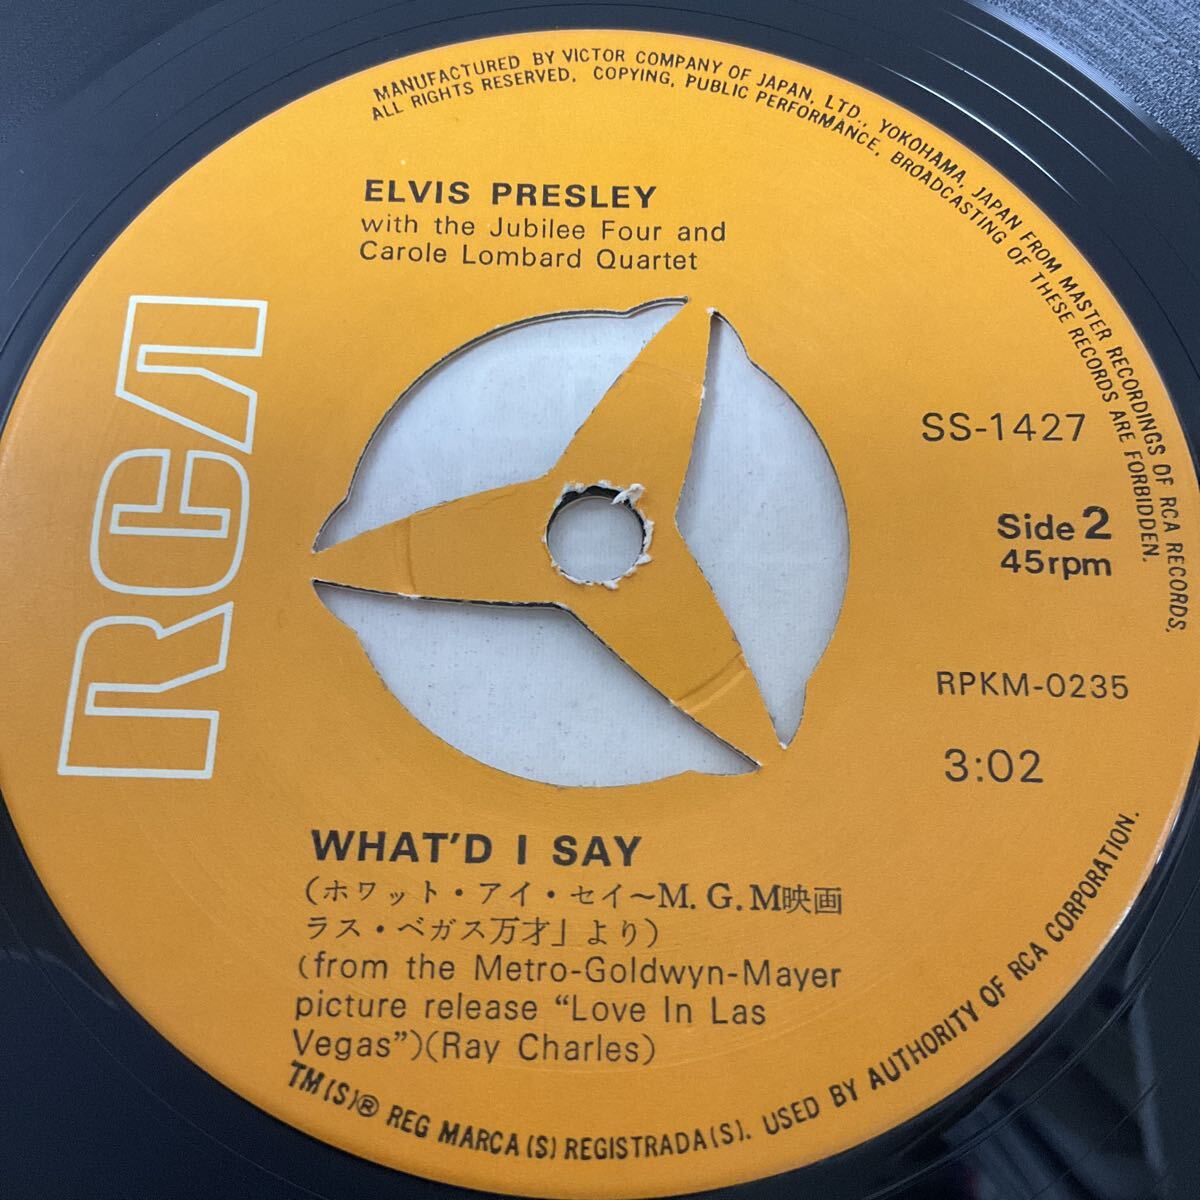 MANUFACTURED BY VICTOR COMPANY OF JAPAN, LTD., YOKOHAMA, JAPAN FROM MASTER RECORDINGS OF RCA RECORDS,
ALL RIGHTS RESERVED, COPYING, PUBLIC PERFORMANCE, BROADCASTING OF THESE RECORDS ARE FORBIDDEN.
ELVIS PRESLEY
with the Jubilee Four and
Carole Lombard Quartet
RCA
SS-1427
Side 2
45rpm
RPKM-0235
3:02
WHAT'D I SAY
(ホワット・アイ・セイ～M.G.M映画
ラス・ベガス万才」より)
(from the Metro-Goldwyn-Mayer
picture release “Love In Las
Vegas”)(Ray Charles)
TM(S)® REG MARCA(S) REGISTRADA(S). USED BY AUTHORITY OF RCA CORPORATION.